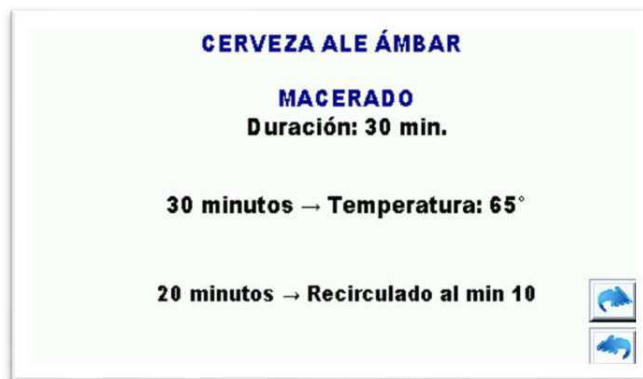 CERVEZA ALE ÁMBAR
MACERADO
Duración: 30 min.
30 minutos → Temperatura: 65°
20 minutos → Recirculado al min 10